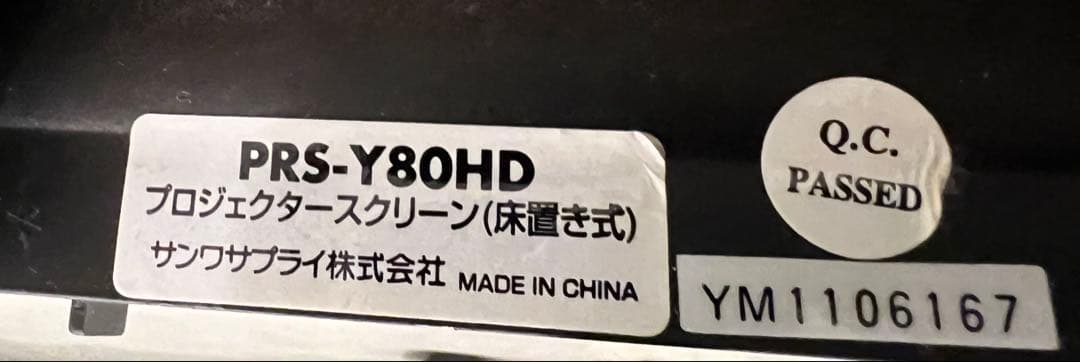 PRS-Y80HD
プロジェクタースクリーン(床置き式)
サンワサプライ株式会社 MADE IN CHINA
Q.C.
PASSED
YM1106167